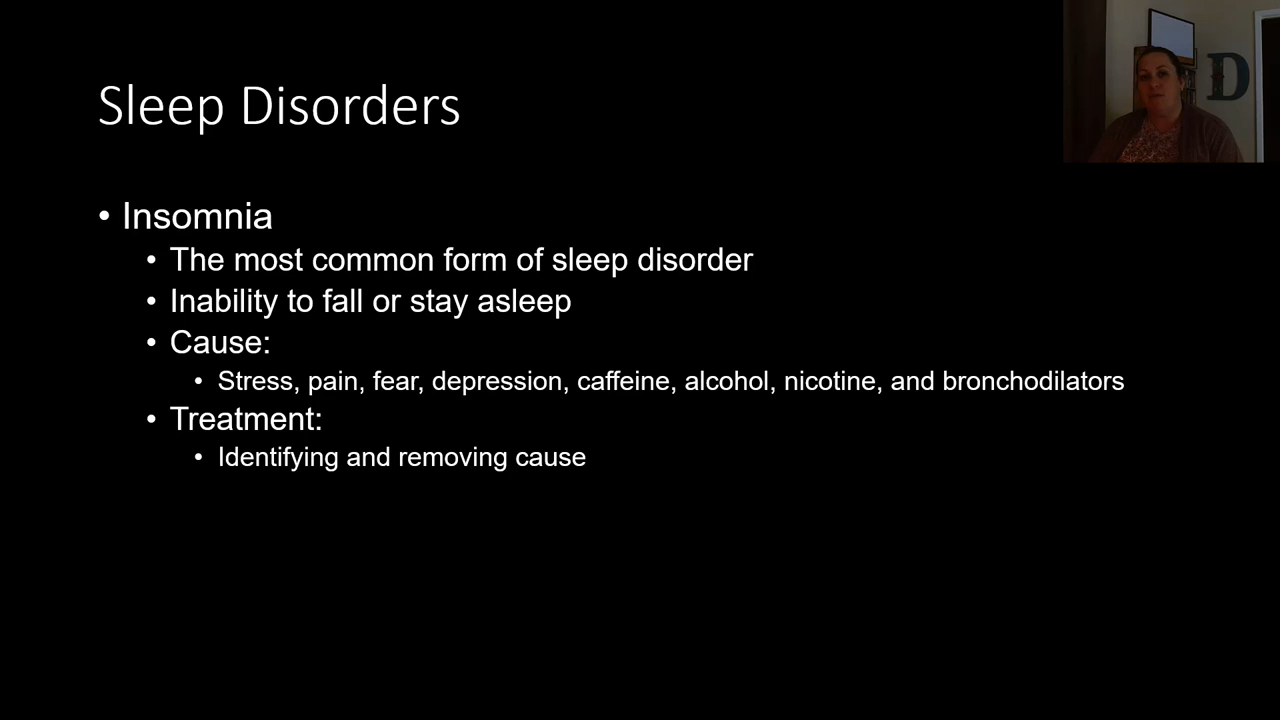 Sleep Disorders
D
• Insomnia
• The most common form of sleep disorder
• Inability to fall or stay asleep
• Cause:
• Stress, pain, fear, depression, caffeine, alcohol, nicotine, and bronchodilators
• Treatment:
• Identifying and removing cause